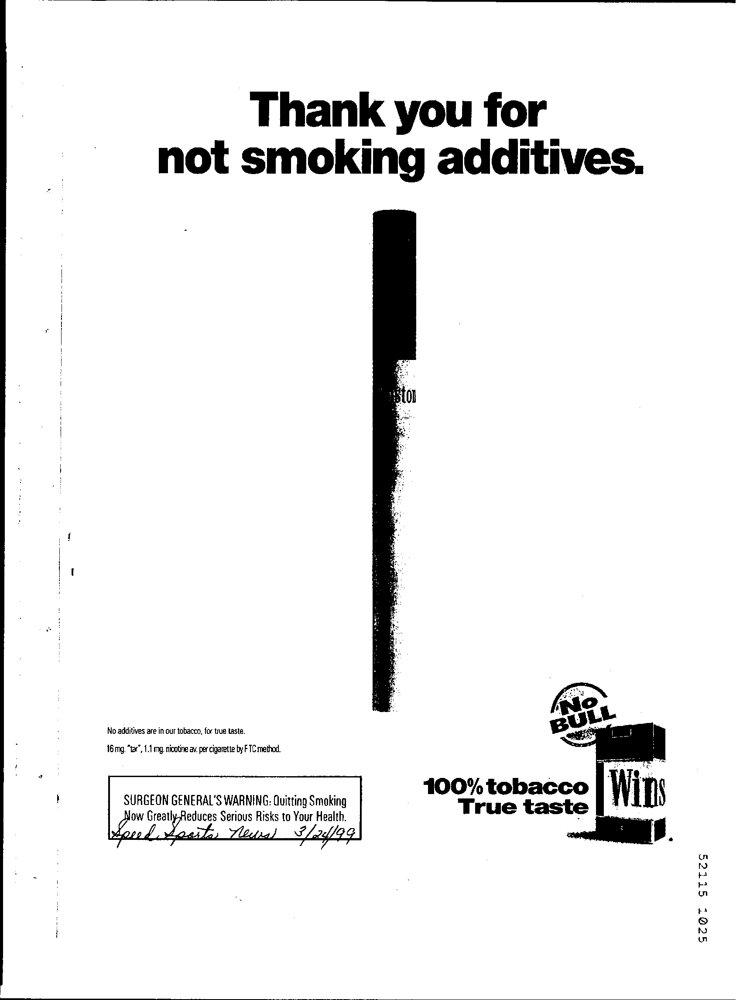 Thank you for
not smoking additives.
ston
No additives are in our tobacco, for true taste.
16 mg. "tar", 1.1 mg. nicotine av. per cigarette by FTC method.
No
BULL
100% tobacco
True taste
Wins
SURGEON GENERAL'S WARNING: Quitting Smoking
Now Greatly Reduces Serious Risks to Your Health.
Speed Sports News 3/24/99
52115 1025